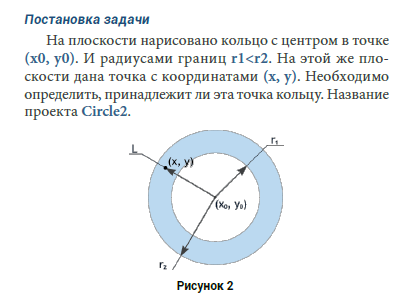 Постановка задачи
На плоскости нарисовано кольцо с центром в точке
(x0, y0). И радиусами границ r1<r2. На этой же пло-
скости дана точка с координатами (x, y). Необходимо
определить, принадлежит ли эта точка кольцу. Название
проекта Circle2.
L
r₁
(x, y)
(x₀, y₀)
r₂
Рисунок 2